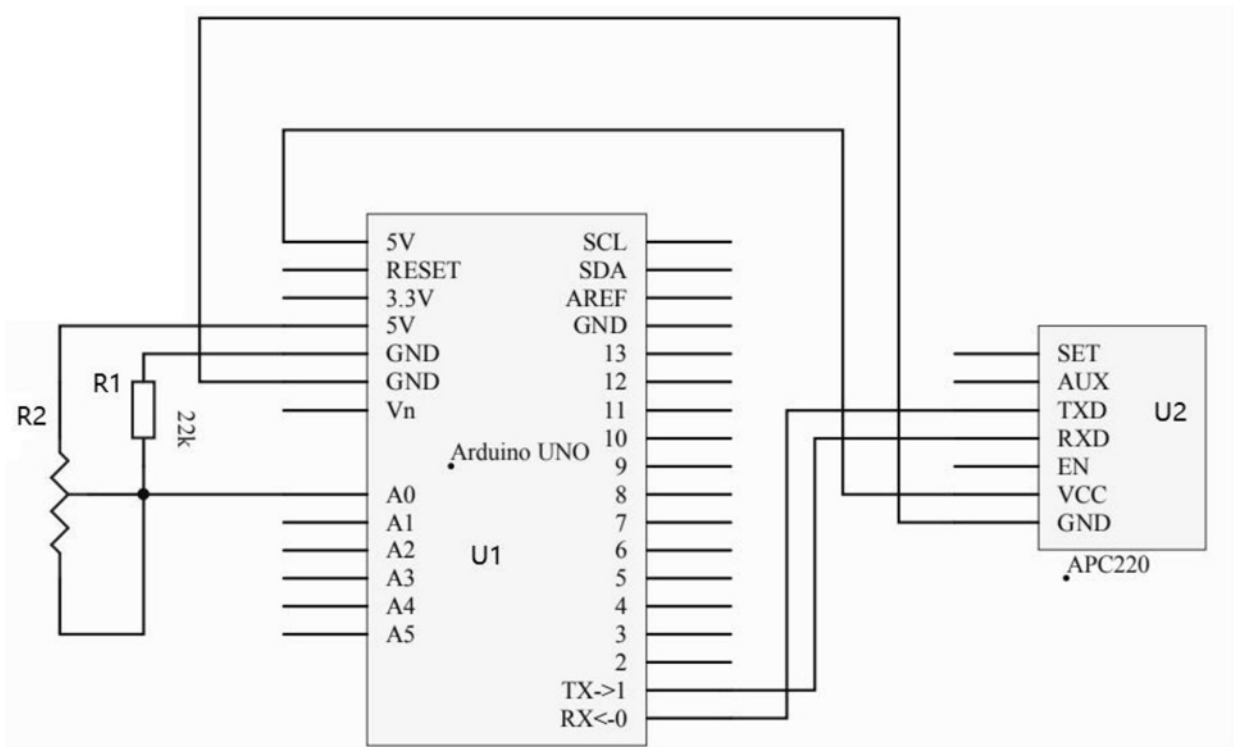 5V
RESET
3.3V
5V
GND
GND
Vn
A0
A1
A2
A3
A4
A5
SCL
SDA
AREF
GND
13
12
11
10
9
8
7
6
5
4
3
2
TX->1
RX<-0
Arduino UNO
U1
R1
22k
R2
SET
AUX
TXD
RXD
EN
VCC
GND
U2
APC220